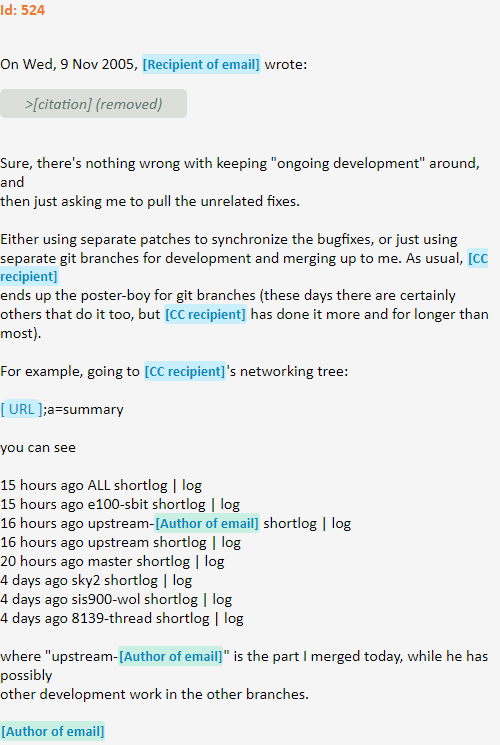 Id: 524
On Wed, 9 Nov 2005, [Recipient of email] wrote:
>[citation] (removed)
Sure, there's nothing wrong with keeping "ongoing development" around,
and
then just asking me to pull the unrelated fixes.
Either using separate patches to synchronize the bugfixes, or just using
separate git branches for development and merging up to me. As usual, [CC
recipient]
ends up the poster-boy for git branches (these days there are certainly
others that do it too, but [CC recipient] has done it more and for longer than
most).
For example, going to [CC recipient]'s networking tree:
[ URL ];a=summary
you can see
15 hours ago ALL shortlog | log
15 hours ago e100-sbit shortlog | log
16 hours ago upstream-[Author of email] shortlog | log
16 hours ago upstream shortlog | log
20 hours ago master shortlog | log
4 days ago sky2 shortlog | log
4 days ago sis900-wol shortlog | log
4 days ago 8139-thread shortlog | log
where "upstream-[Author of email]" is the part I merged today, while he has
possibly
other development work in the other branches.
[Author of email]